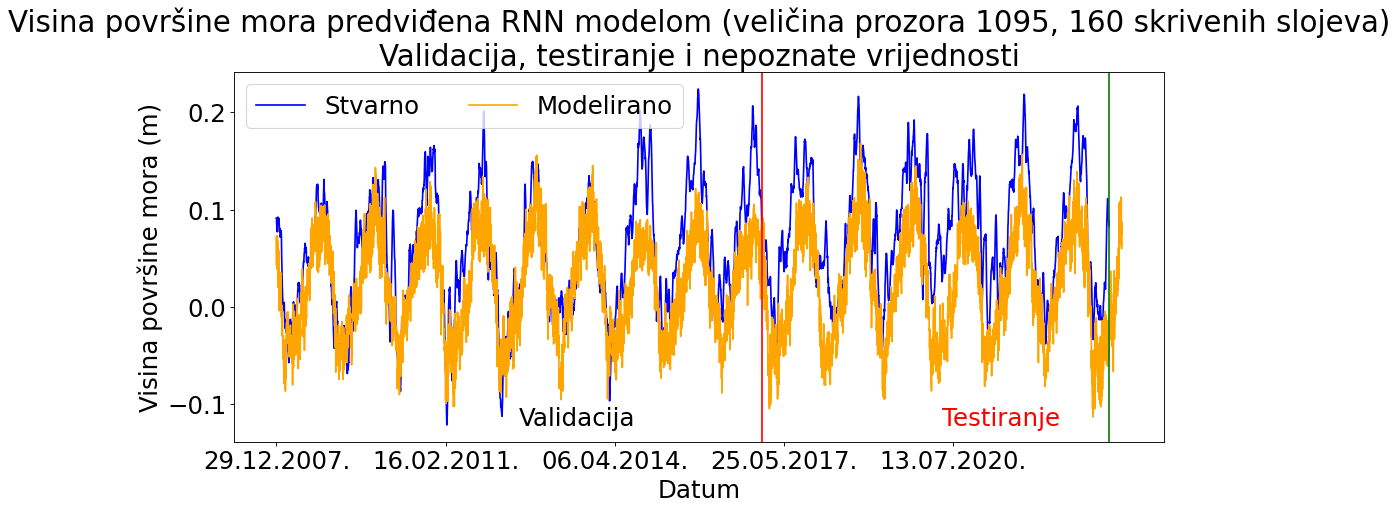 Visina površine mora predviđena RNN modelom (veličina prozora 1095, 160 skrivenih slojeva)
Validacija, testiranje i nepoznate vrijednosti
Stvarno Modelirano
Visina površine mora (m)
0.2
0.1
0.0
−0.1
Validacija Testiranje
29.12.2007. 16.02.2011. 06.04.2014. 25.05.2017. 13.07.2020.
Datum